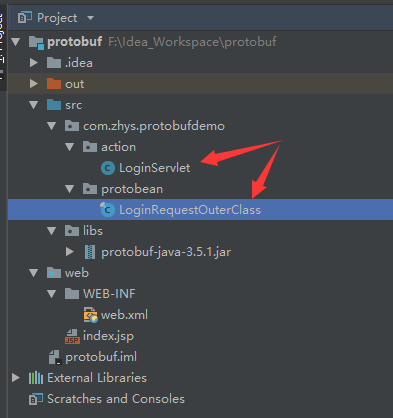 Project
protobuf F:\Idea_Workspace\protobuf
.idea
out
src
com.zhys.protobufdemo
action
LoginServlet
protobean
LoginRequestOuterClass
libs
protobuf-java-3.5.1.jar
web
WEB-INF
web.xml
index.jsp
protobuf.iml
External Libraries
Scratches and Consoles